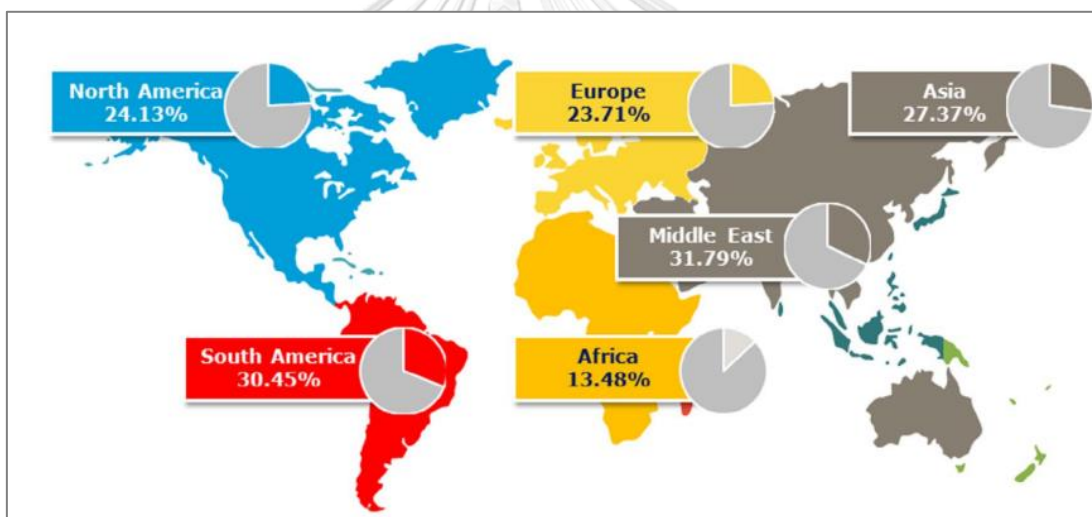 North America
24.13%
Europe
23.71%
Asia
27.37%
Middle East
31.79%
South America
30.45%
Africa
13.48%